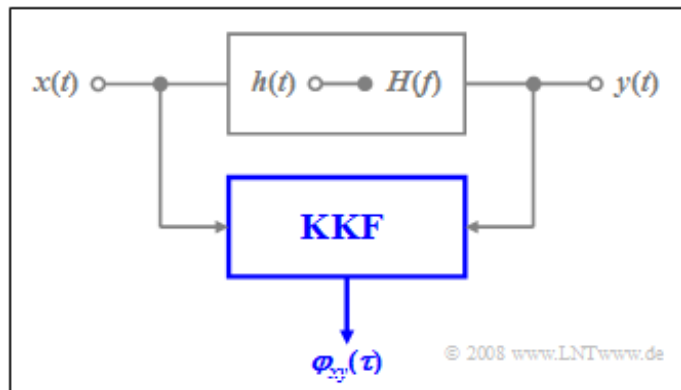 x(t) h(t) H(f) y(t)
KKF
φxy(τ)
© 2008 www.LNTwww.de